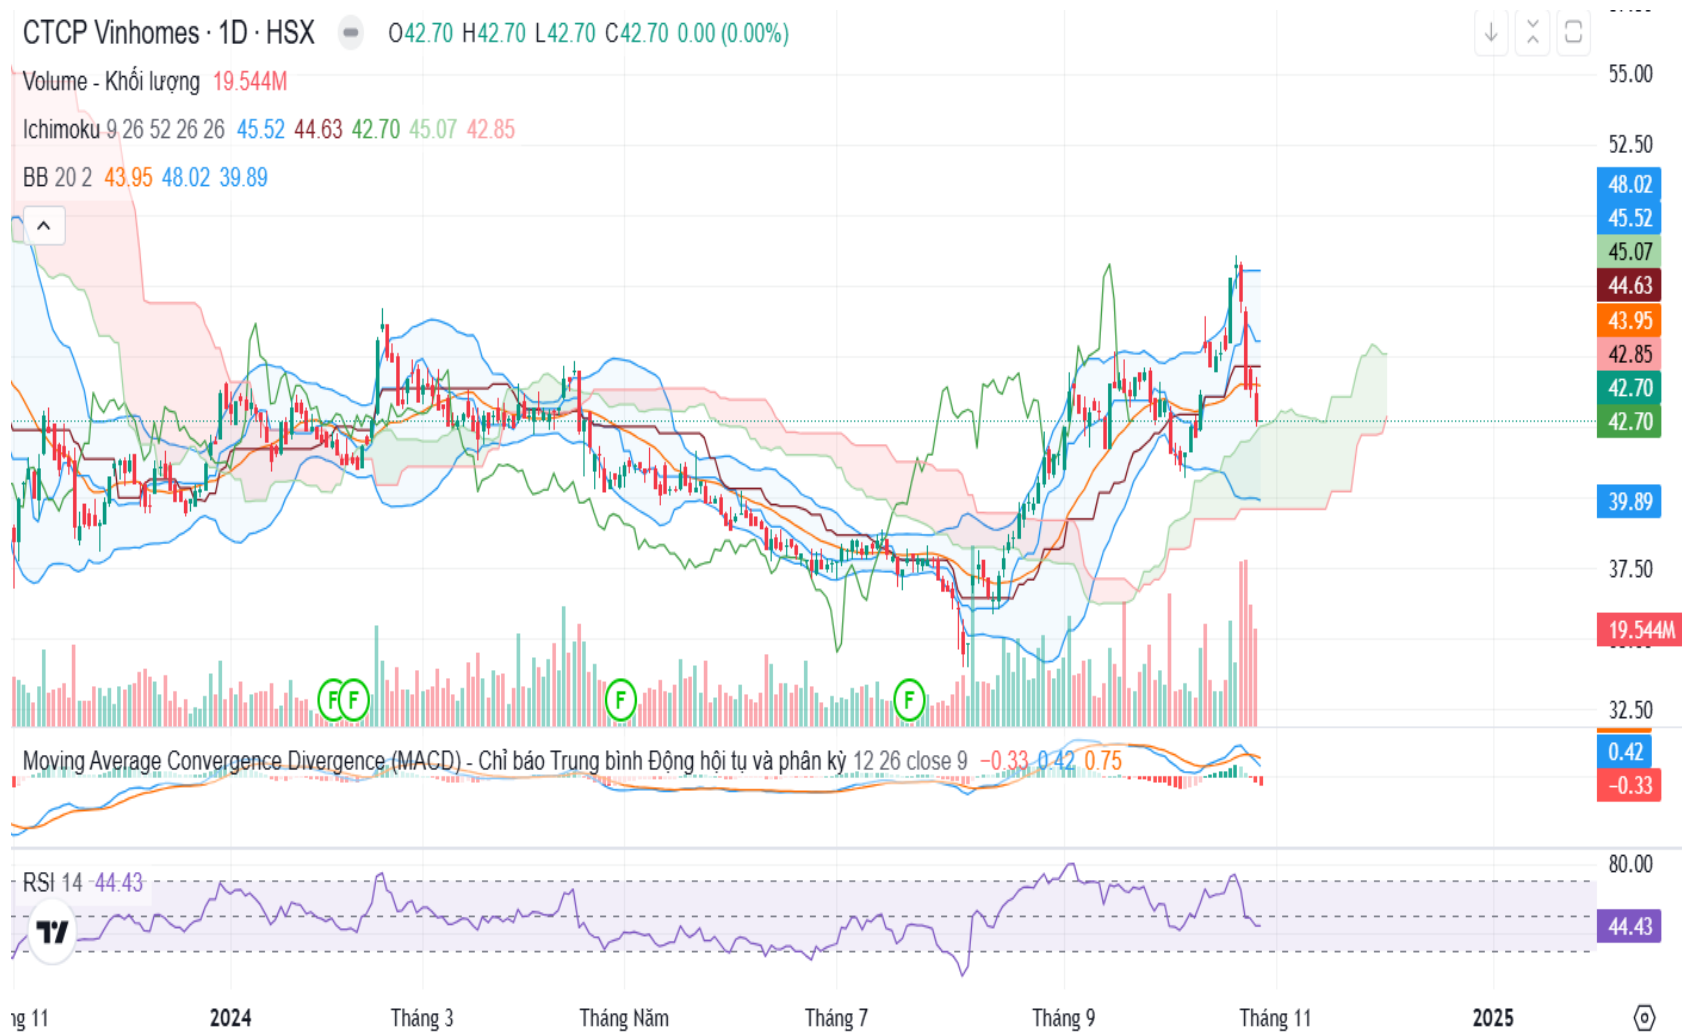 CTCP Vinhomes · 1D · HSX O42.70 H42.70 L42.70 C42.70 0.00 (0.00%)
Volume - Khối lượng 19.544M
Ichimoku 9 26 52 26 26 45.52 44.63 42.70 45.07 42.85
BB 20 2 43.95 48.02 39.89
55.00
52.50
48.02
45.52
45.07
44.63
43.95
42.85
42.70
42.70
39.89
37.50
19.544M
32.50
F F F F
Moving Average Convergence Divergence (MACD) - Chỉ báo Trung bình Động hội tụ và phân kỳ 12 26 close 9 −0.33 0.42 0.75
0.42
−0.33
RSI 14 44.43
80.00
44.43
11 2024 Tháng 3 Tháng Năm Tháng 7 Tháng 9 Tháng 11 2025